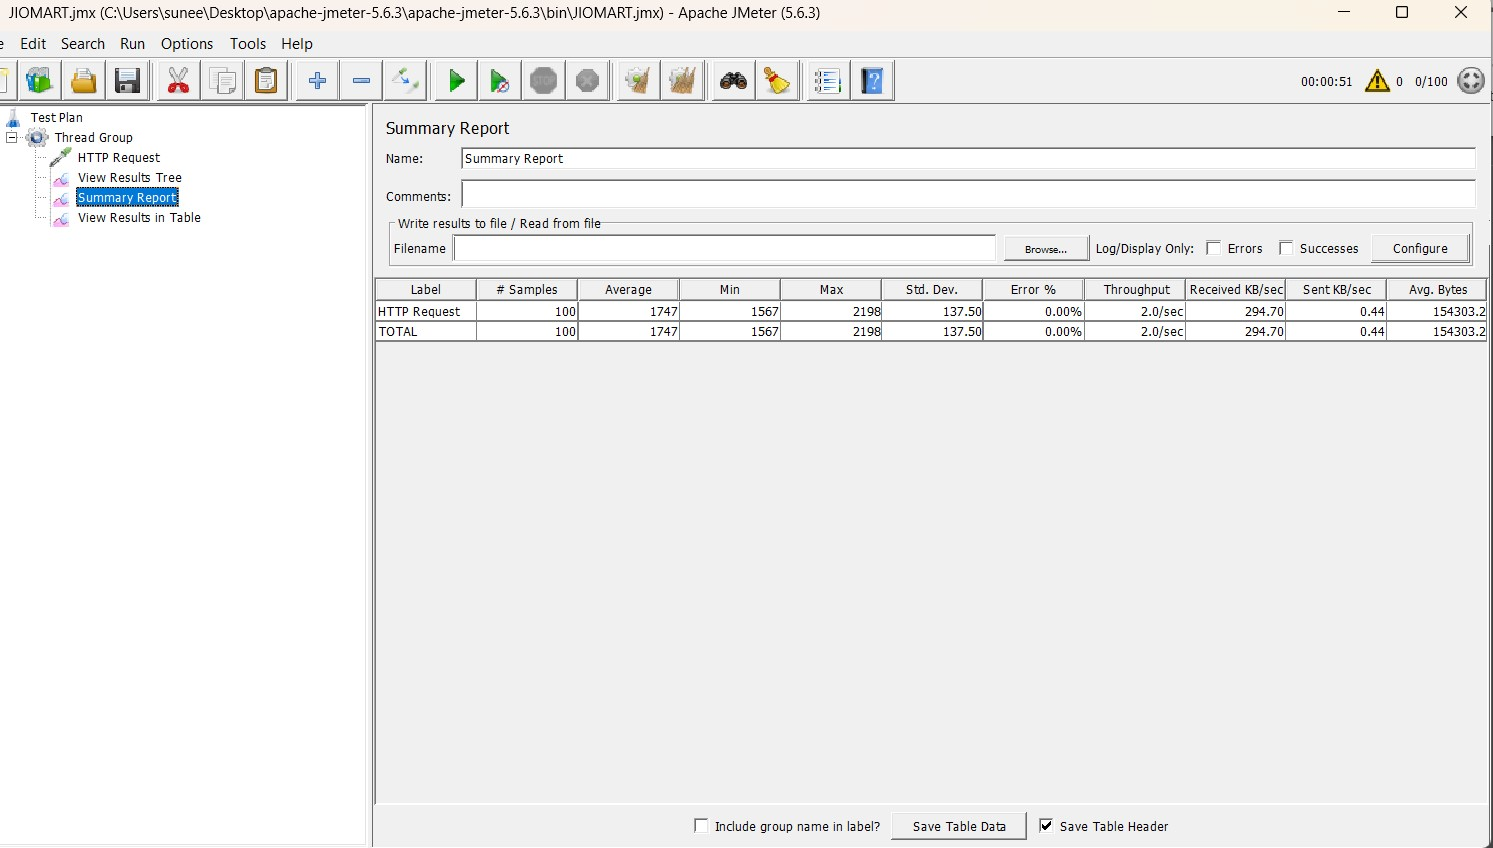 JIOMART.jmx (C:\Users\sunee\Desktop\apache-jmeter-5.6.3\apache-jmeter-5.6.3\bin\JIOMART.jmx) - Apache JMeter (5.6.3)
e Edit Search Run Options Tools Help
STOP 00:00:51 0 0/100
Test Plan
Thread Group
HTTP Request
View Results Tree
Summary Report
View Results in Table
Summary Report
Name: Summary Report
Comments:
Write results to file / Read from file
Filename Browse... Log/Display Only: Errors Successes Configure
Label # Samples Average Min Max Std. Dev. Error % Throughput Received KB/sec Sent KB/sec Avg. Bytes
HTTP Request 100 1747 1567 2198 137.50 0.00% 2.0/sec 294.70 0.44 154303.2
TOTAL 100 1747 1567 2198 137.50 0.00% 2.0/sec 294.70 0.44 154303.2
Include group name in label? Save Table Data Save Table Header